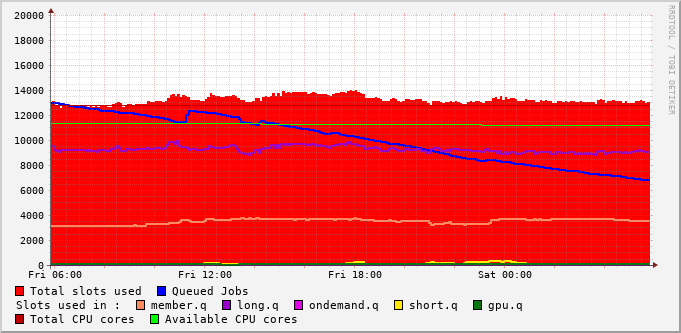 20000
18000
16000
14000
12000
10000
8000
6000
4000
2000
0
Fri 06:00 Fri 12:00 Fri 18:00 Sat 00:00
RRDTOOL / TOBI OETIKER
Total slots used Queued Jobs
Slots used in : member.q long.q ondemand.q short.q gpu.q
Total CPU cores Available CPU cores